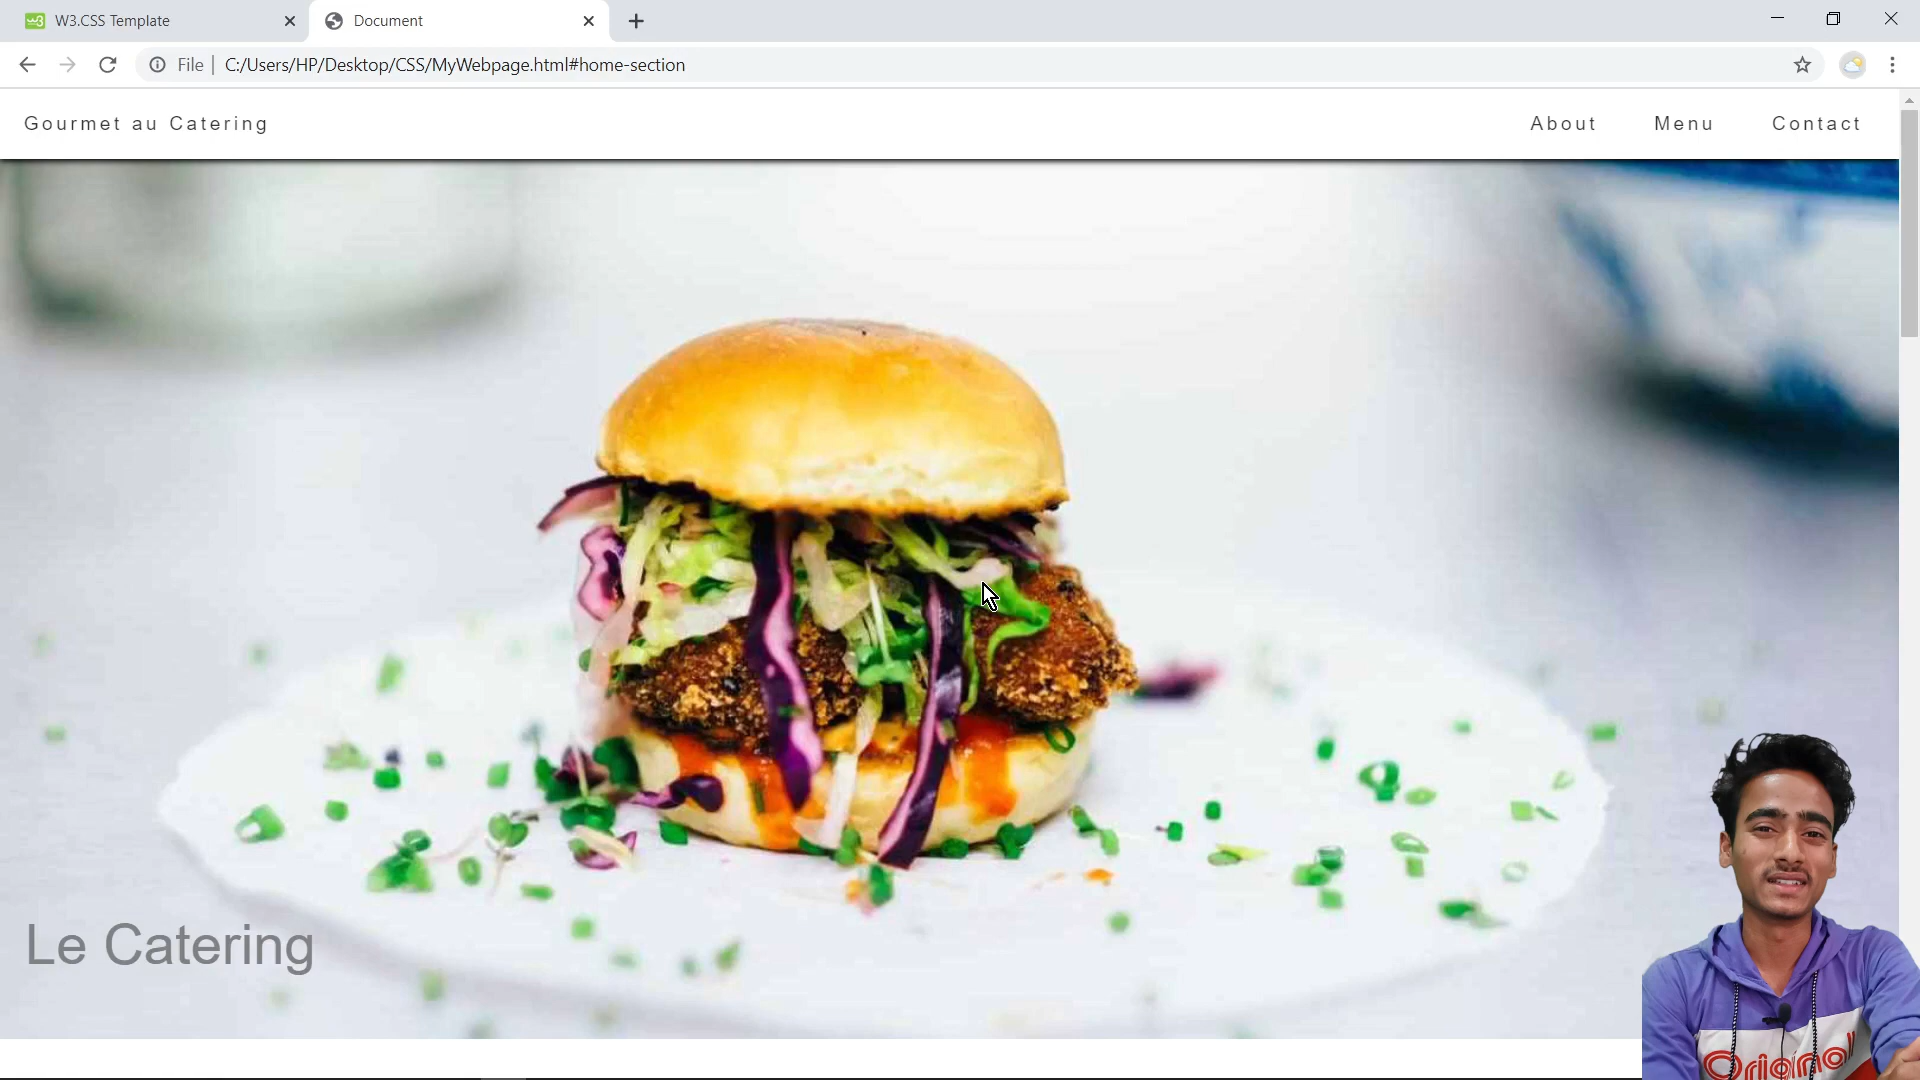 W3.CSS Template
Document
File
C:/Users/HP/Desktop/CSS/MyWebpage.html#home-section
Gourmet au Catering
About
Menu
Contact
Le Catering
Original